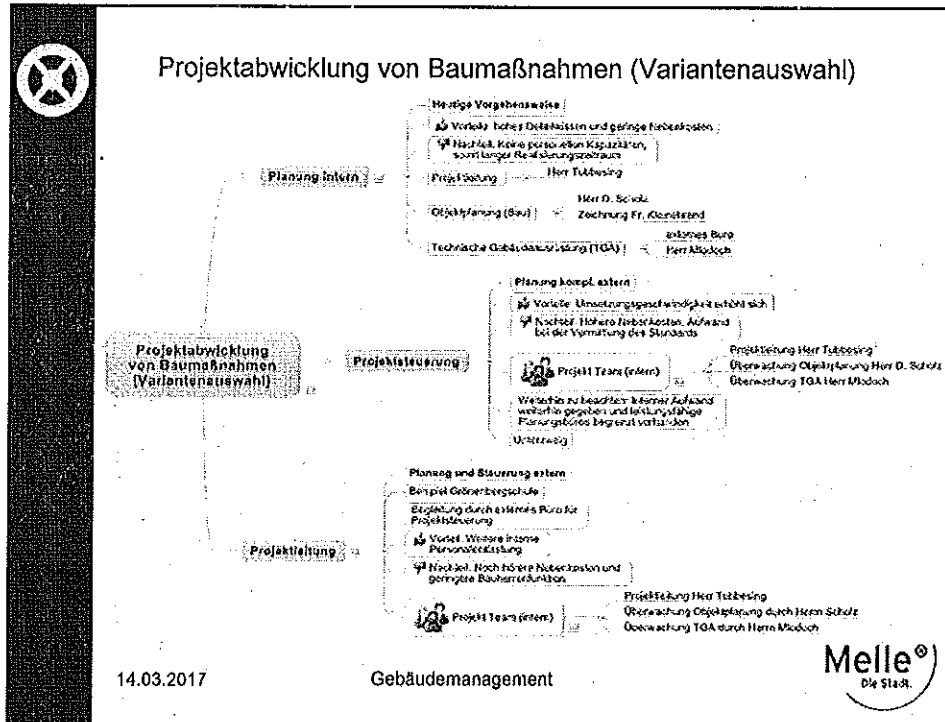 Projektabwicklung von Baumaßnahmen (Variantenauswahl)
Heutige Vorgehensweise
Vorteile: hohes Detailwissen und geringe Nebenkosten
Nachteil: Keine personellen Kapazitäten,
somit langer Realisierungszeitraum
Planung intern
Projektleitung
Herr Tubbesing
Objektplanung (Bau)
Herr D. Scholz
Zeichnung Fr. Kleinebrand
Technische Gebäudeausrüstung (TGA)
externes Büro
Herr Mlodoch
Projektabwicklung
von Baumaßnahmen
(Variantenauswahl)
Projektsteuerung
Planung kompl. extern
Vorteile: Umsetzungsgeschwindigkeit erhöht sich
Nachteil: Höhere Nebenkosten, Aufwand
bei der Vermittlung des Standards
Projekt Team (intern)
Projektleitung Herr Tubbesing
Überwachung Objektplanung Herr D. Scholz
Überwachung TGA Herr Mlodoch
Weiterhin zu beachten: Interner Aufwand
weiterhin gegeben und leistungsfähige
Planungsbüros begrenzt vorhanden
Unterzweig
Projektleitung
Planung und Steuerung extern
Beispiel Grönenbergschule
Begleitung durch externes Büro für
Projektsteuerung
Vorteil: Weitere interne
Personalentlastung
Nachteil: Noch höhere Nebenkosten und
geringere Bauherrenfunktion
Projekt Team (intern)
Projektleitung Herr Tubbesing
Überwachung Objektplanung durch Herrn Scholz
Überwachung TGA durch Herrn Mlodoch
14.03.2017
Gebäudemanagement
Melle
Die Stadt.